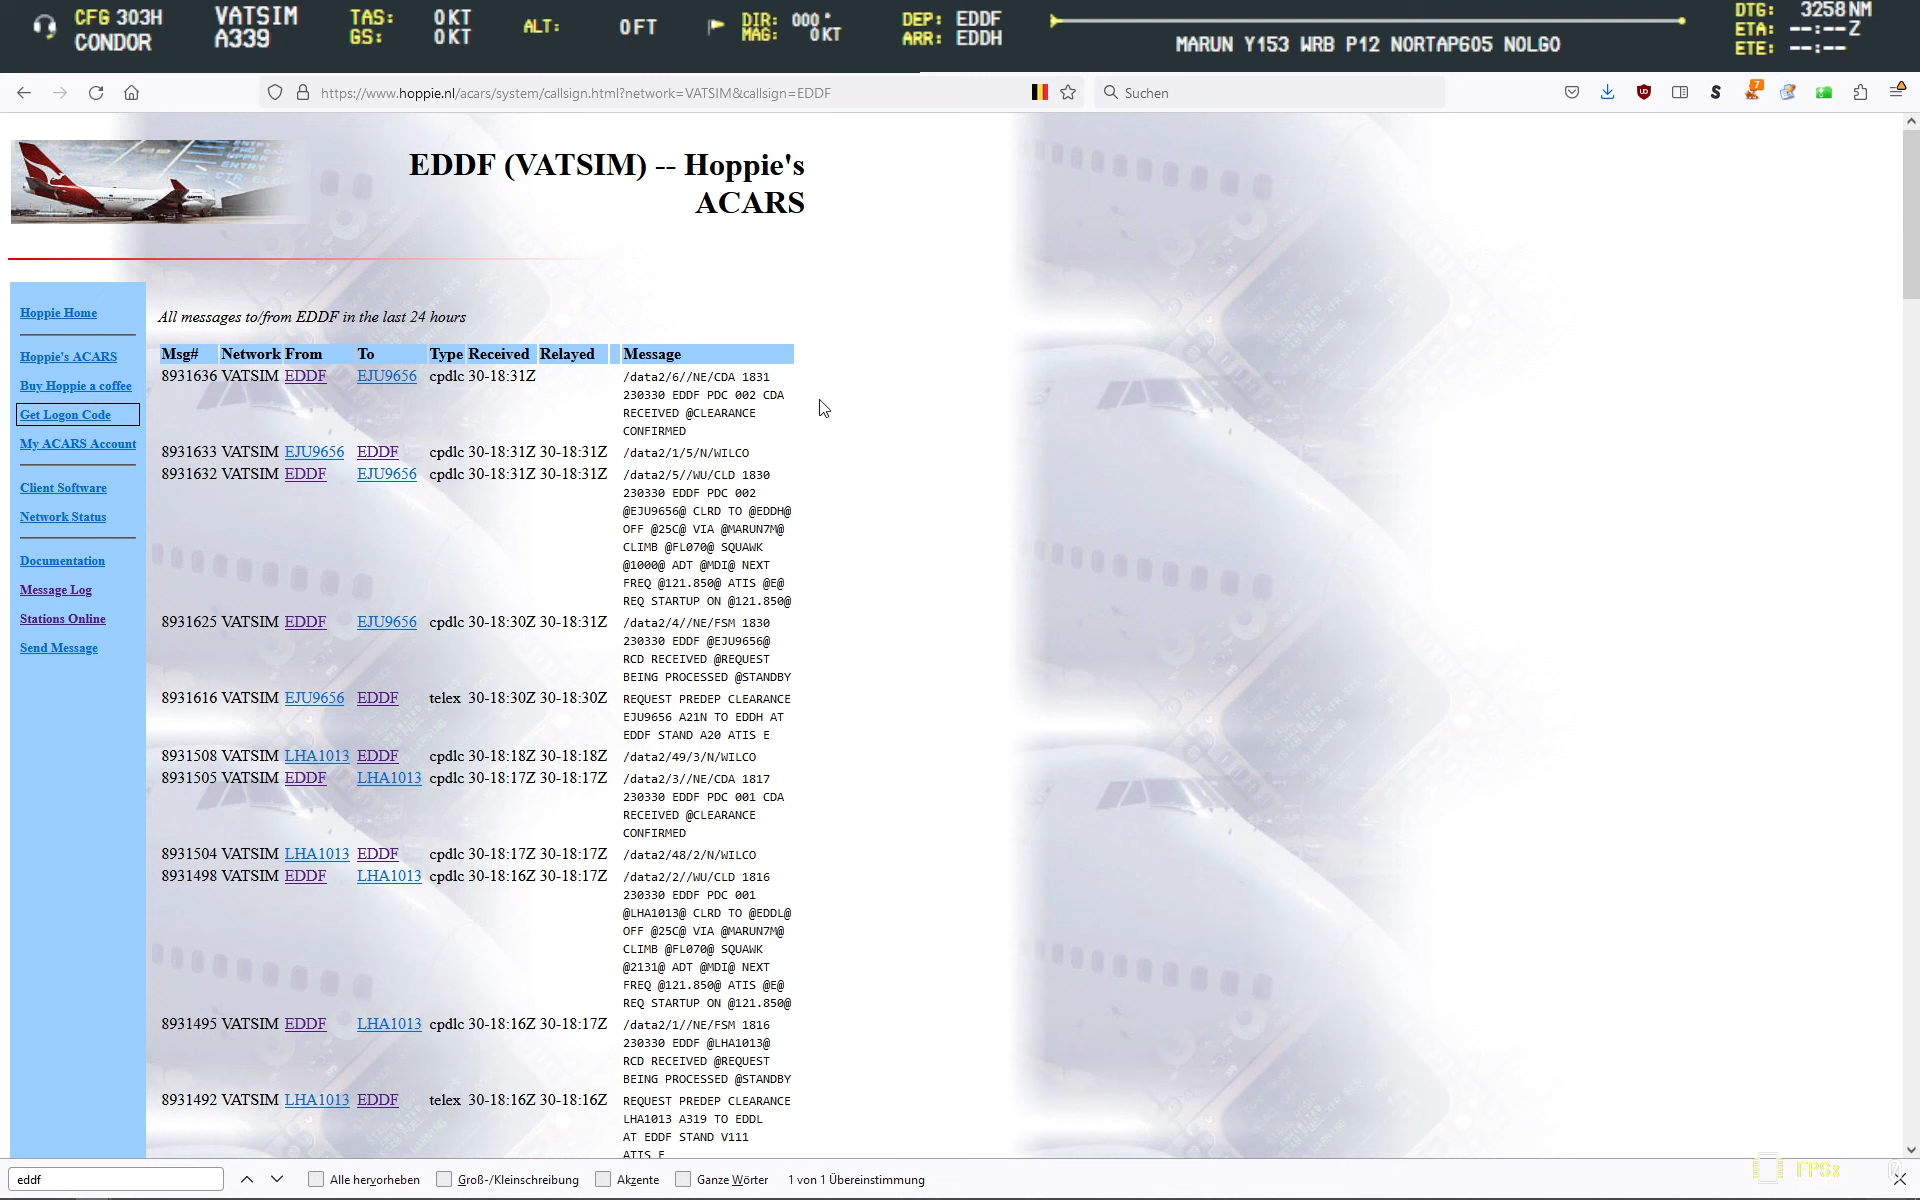 CFG 303H
CONDOR
VATSIM
A339
TAS: 0 KT
GS: 0 KT
ALT: 0 FT
DIR: 000°
MAG: 0 KT
DEP: EDDF
ARR: EDDH
MARUN Y153 WRB P12 NORTAP605 NOLGO
DTG: 3258 NM
ETA: --:--Z
ETE: --:--
https://www.hoppie.nl/acars/system/callsign.html?network=VATSIM&callsign=EDDF
Suchen
7
EDDF (VATSIM) -- Hoppie's
ACARS
Hoppie Home
Hoppie's ACARS
Buy Hoppie a coffee
Get Logon Code
My ACARS Account
Client Software
Network Status
Documentation
Message Log
Stations Online
Send Message
All messages to/from EDDF in the last 24 hours
Msg# Network From To Type Received Relayed Message
8931636 VATSIM EDDF EJU9656 cpdlc 30-18:31Z /data2/6//NE/CDA 1831
230330 EDDF PDC 002 CDA
RECEIVED @CLEARANCE
CONFIRMED
8931633 VATSIM EJU9656 EDDF cpdlc 30-18:31Z 30-18:31Z /data2/1/5/N/WILCO
8931632 VATSIM EDDF EJU9656 cpdlc 30-18:31Z 30-18:31Z /data2/5//WU/CLD 1830
230330 EDDF PDC 002
@EJU9656@ CLRD TO @EDDH@
OFF @25C@ VIA @MARUN7M@
CLIMB @FL070@ SQUAWK
@1000@ ADT @MDI@ NEXT
FREQ @121.850@ ATIS @E@
REQ STARTUP ON @121.850@
8931625 VATSIM EDDF EJU9656 cpdlc 30-18:30Z 30-18:31Z /data2/4//NE/FSM 1830
230330 EDDF @EJU9656@
RCD RECEIVED @REQUEST
BEING PROCESSED @STANDBY
8931616 VATSIM EJU9656 EDDF telex 30-18:30Z 30-18:30Z REQUEST PREDEP CLEARANCE
EJU9656 A21N TO EDDH AT
EDDF STAND A20 ATIS E
8931508 VATSIM LHA1013 EDDF cpdlc 30-18:18Z 30-18:18Z /data2/49/3/N/WILCO
8931505 VATSIM EDDF LHA1013 cpdlc 30-18:17Z 30-18:17Z /data2/3//NE/CDA 1817
230330 EDDF PDC 001 CDA
RECEIVED @CLEARANCE
CONFIRMED
8931504 VATSIM LHA1013 EDDF cpdlc 30-18:17Z 30-18:17Z /data2/48/2/N/WILCO
8931498 VATSIM EDDF LHA1013 cpdlc 30-18:16Z 30-18:17Z /data2/2//WU/CLD 1816
230330 EDDF PDC 001
@LHA1013@ CLRD TO @EDDL@
OFF @25C@ VIA @MARUN7M@
CLIMB @FL070@ SQUAWK
@2131@ ADT @MDI@ NEXT
FREQ @121.850@ ATIS @E@
REQ STARTUP ON @121.850@
8931495 VATSIM EDDF LHA1013 cpdlc 30-18:16Z 30-18:17Z /data2/1//NE/FSM 1816
230330 EDDF @LHA1013@
RCD RECEIVED @REQUEST
BEING PROCESSED @STANDBY
8931492 VATSIM LHA1013 EDDF telex 30-18:16Z 30-18:16Z REQUEST PREDEP CLEARANCE
LHA1013 A319 TO EDDL
AT EDDF STAND V111
ATIS E
eddf Alle hervorheben Groß-/Kleinschreibung Akzente Ganze Wörter 1 von 1 Übereinstimmung